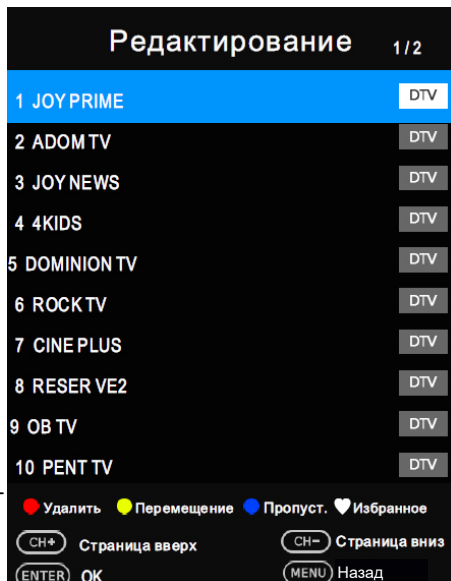 Редактирование 1/2
1 JOY PRIME DTV
2 ADOM TV DTV
3 JOY NEWS DTV
4 4KIDS DTV
5 DOMINION TV DTV
6 ROCK TV DTV
7 CINE PLUS DTV
8 RESER VE2 DTV
9 OB TV DTV
10 PENT TV DTV
Удалить Перемещение Пропуст. Избранное
CH+ Страница вверх CH− Страница вниз
ENTER OK MENU Назад